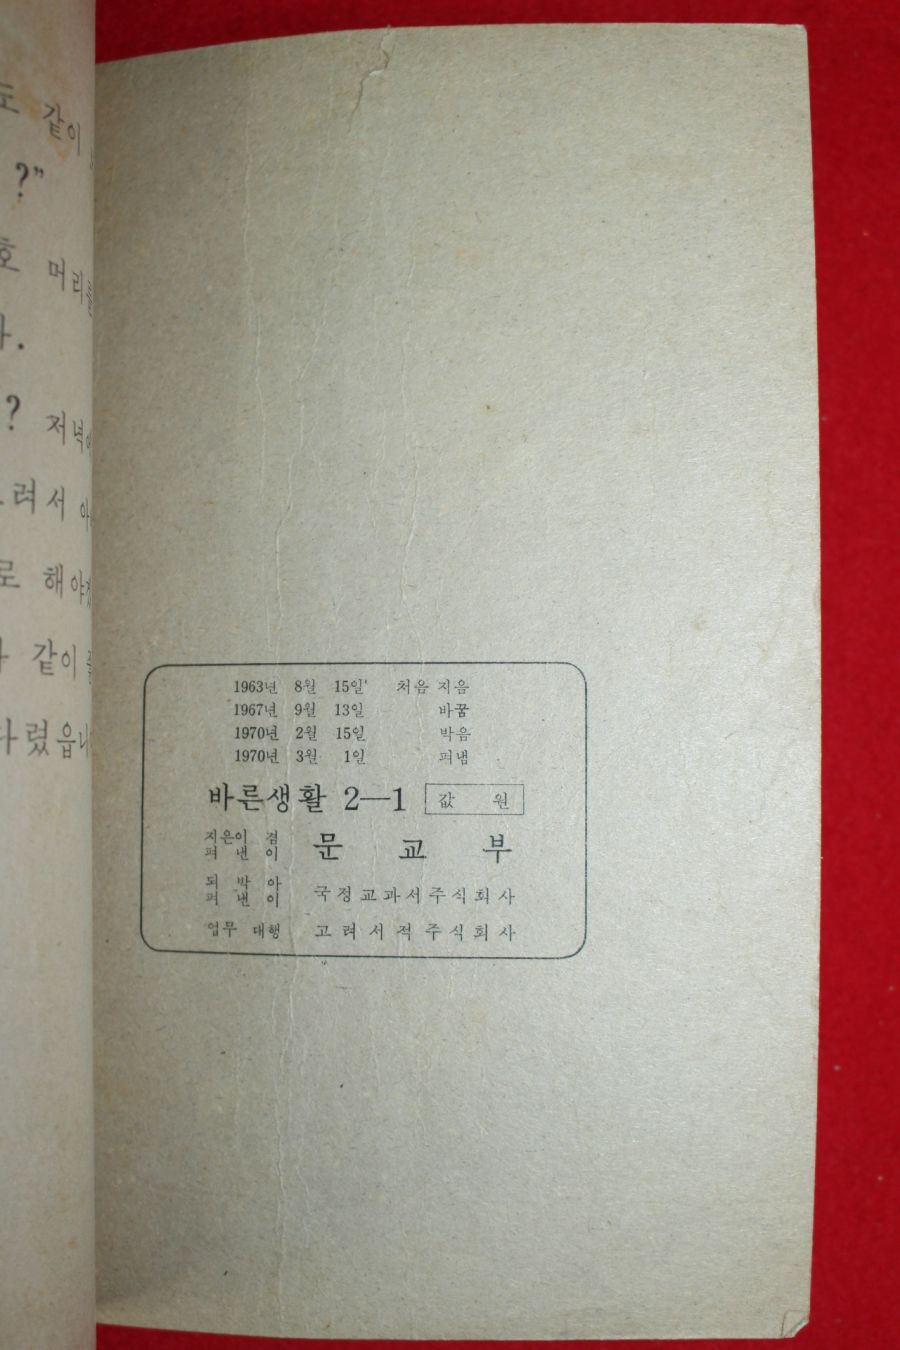 같이
?”
호 머리를
?  저녁
려서
로 해야
같이
렸읍니
1963년 8월 15일 처음 지음
1967년 9월 13일 바꿈
1970년 2월 15일 박음
1970년 3월 1일 펴냄
바른생활 2—1 값 원
지은이 겸
펴 낸 이
문 교 부
되 박 아
펴 낸 이
국정교과서주식회사
업무 대행 고려서적주식회사